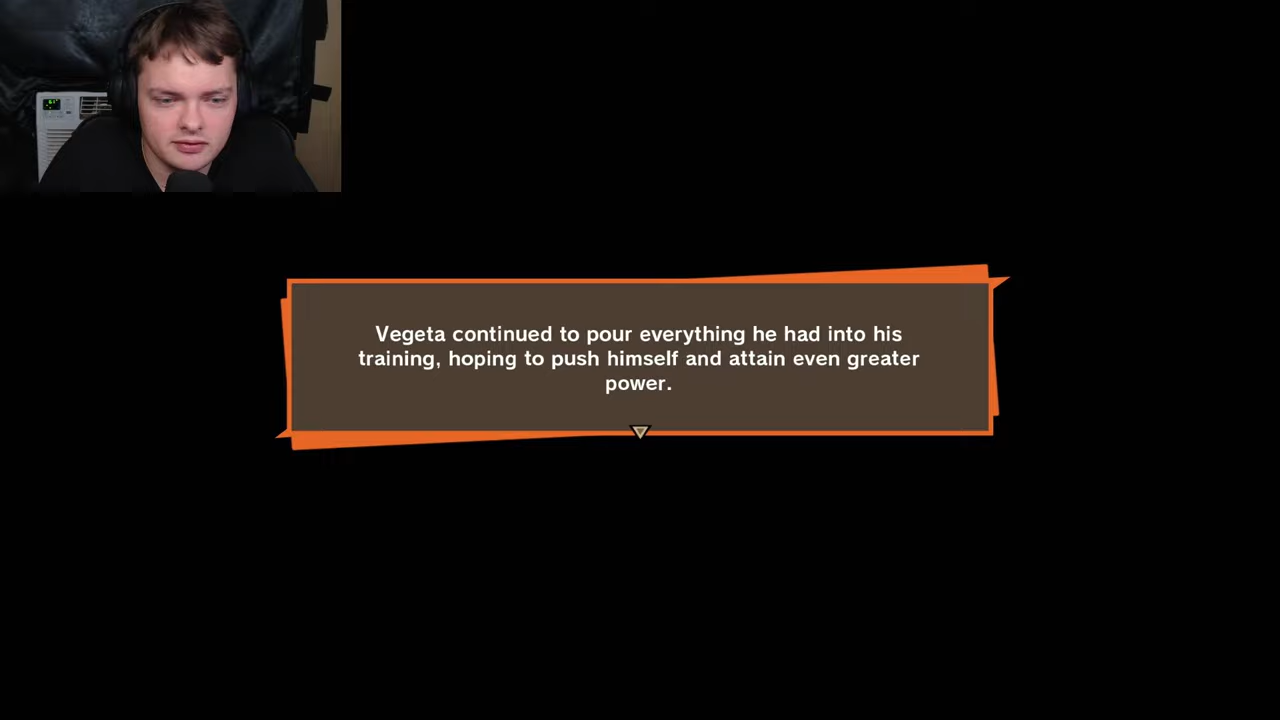 Vegeta continued to pour everything he had into his
training, hoping to push himself and attain even greater
power.